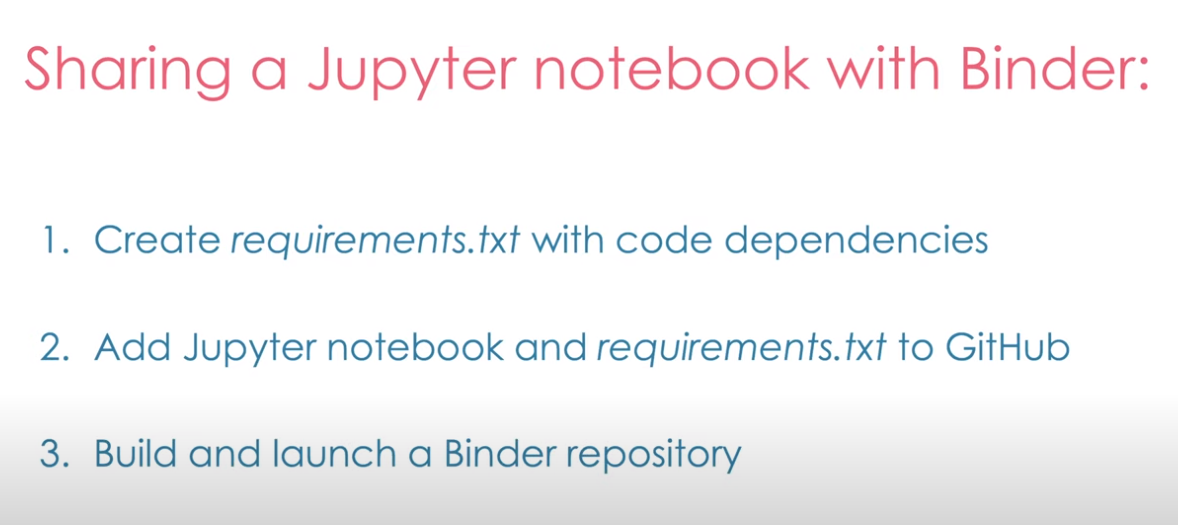 Sharing a Jupyter notebook with Binder:
1. Create requirements.txt with code dependencies
2. Add Jupyter notebook and requirements.txt to GitHub
3. Build and launch a Binder repository